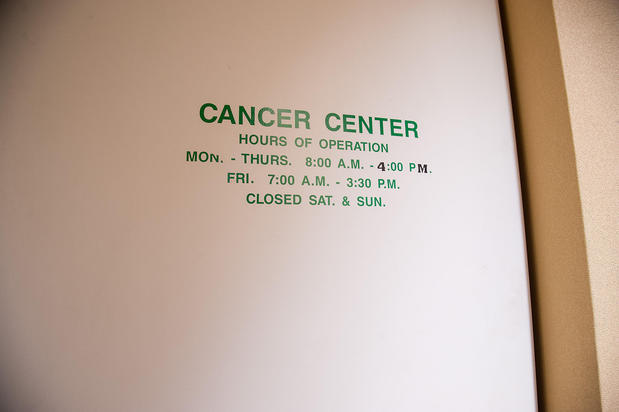 CANCER CENTER
HOURS OF OPERATION
MON. - THURS. 8:00 A.M. - 4:00 PM.
FRI. 7:00 A.M. - 3:30 P.M.
CLOSED SAT. & SUN.